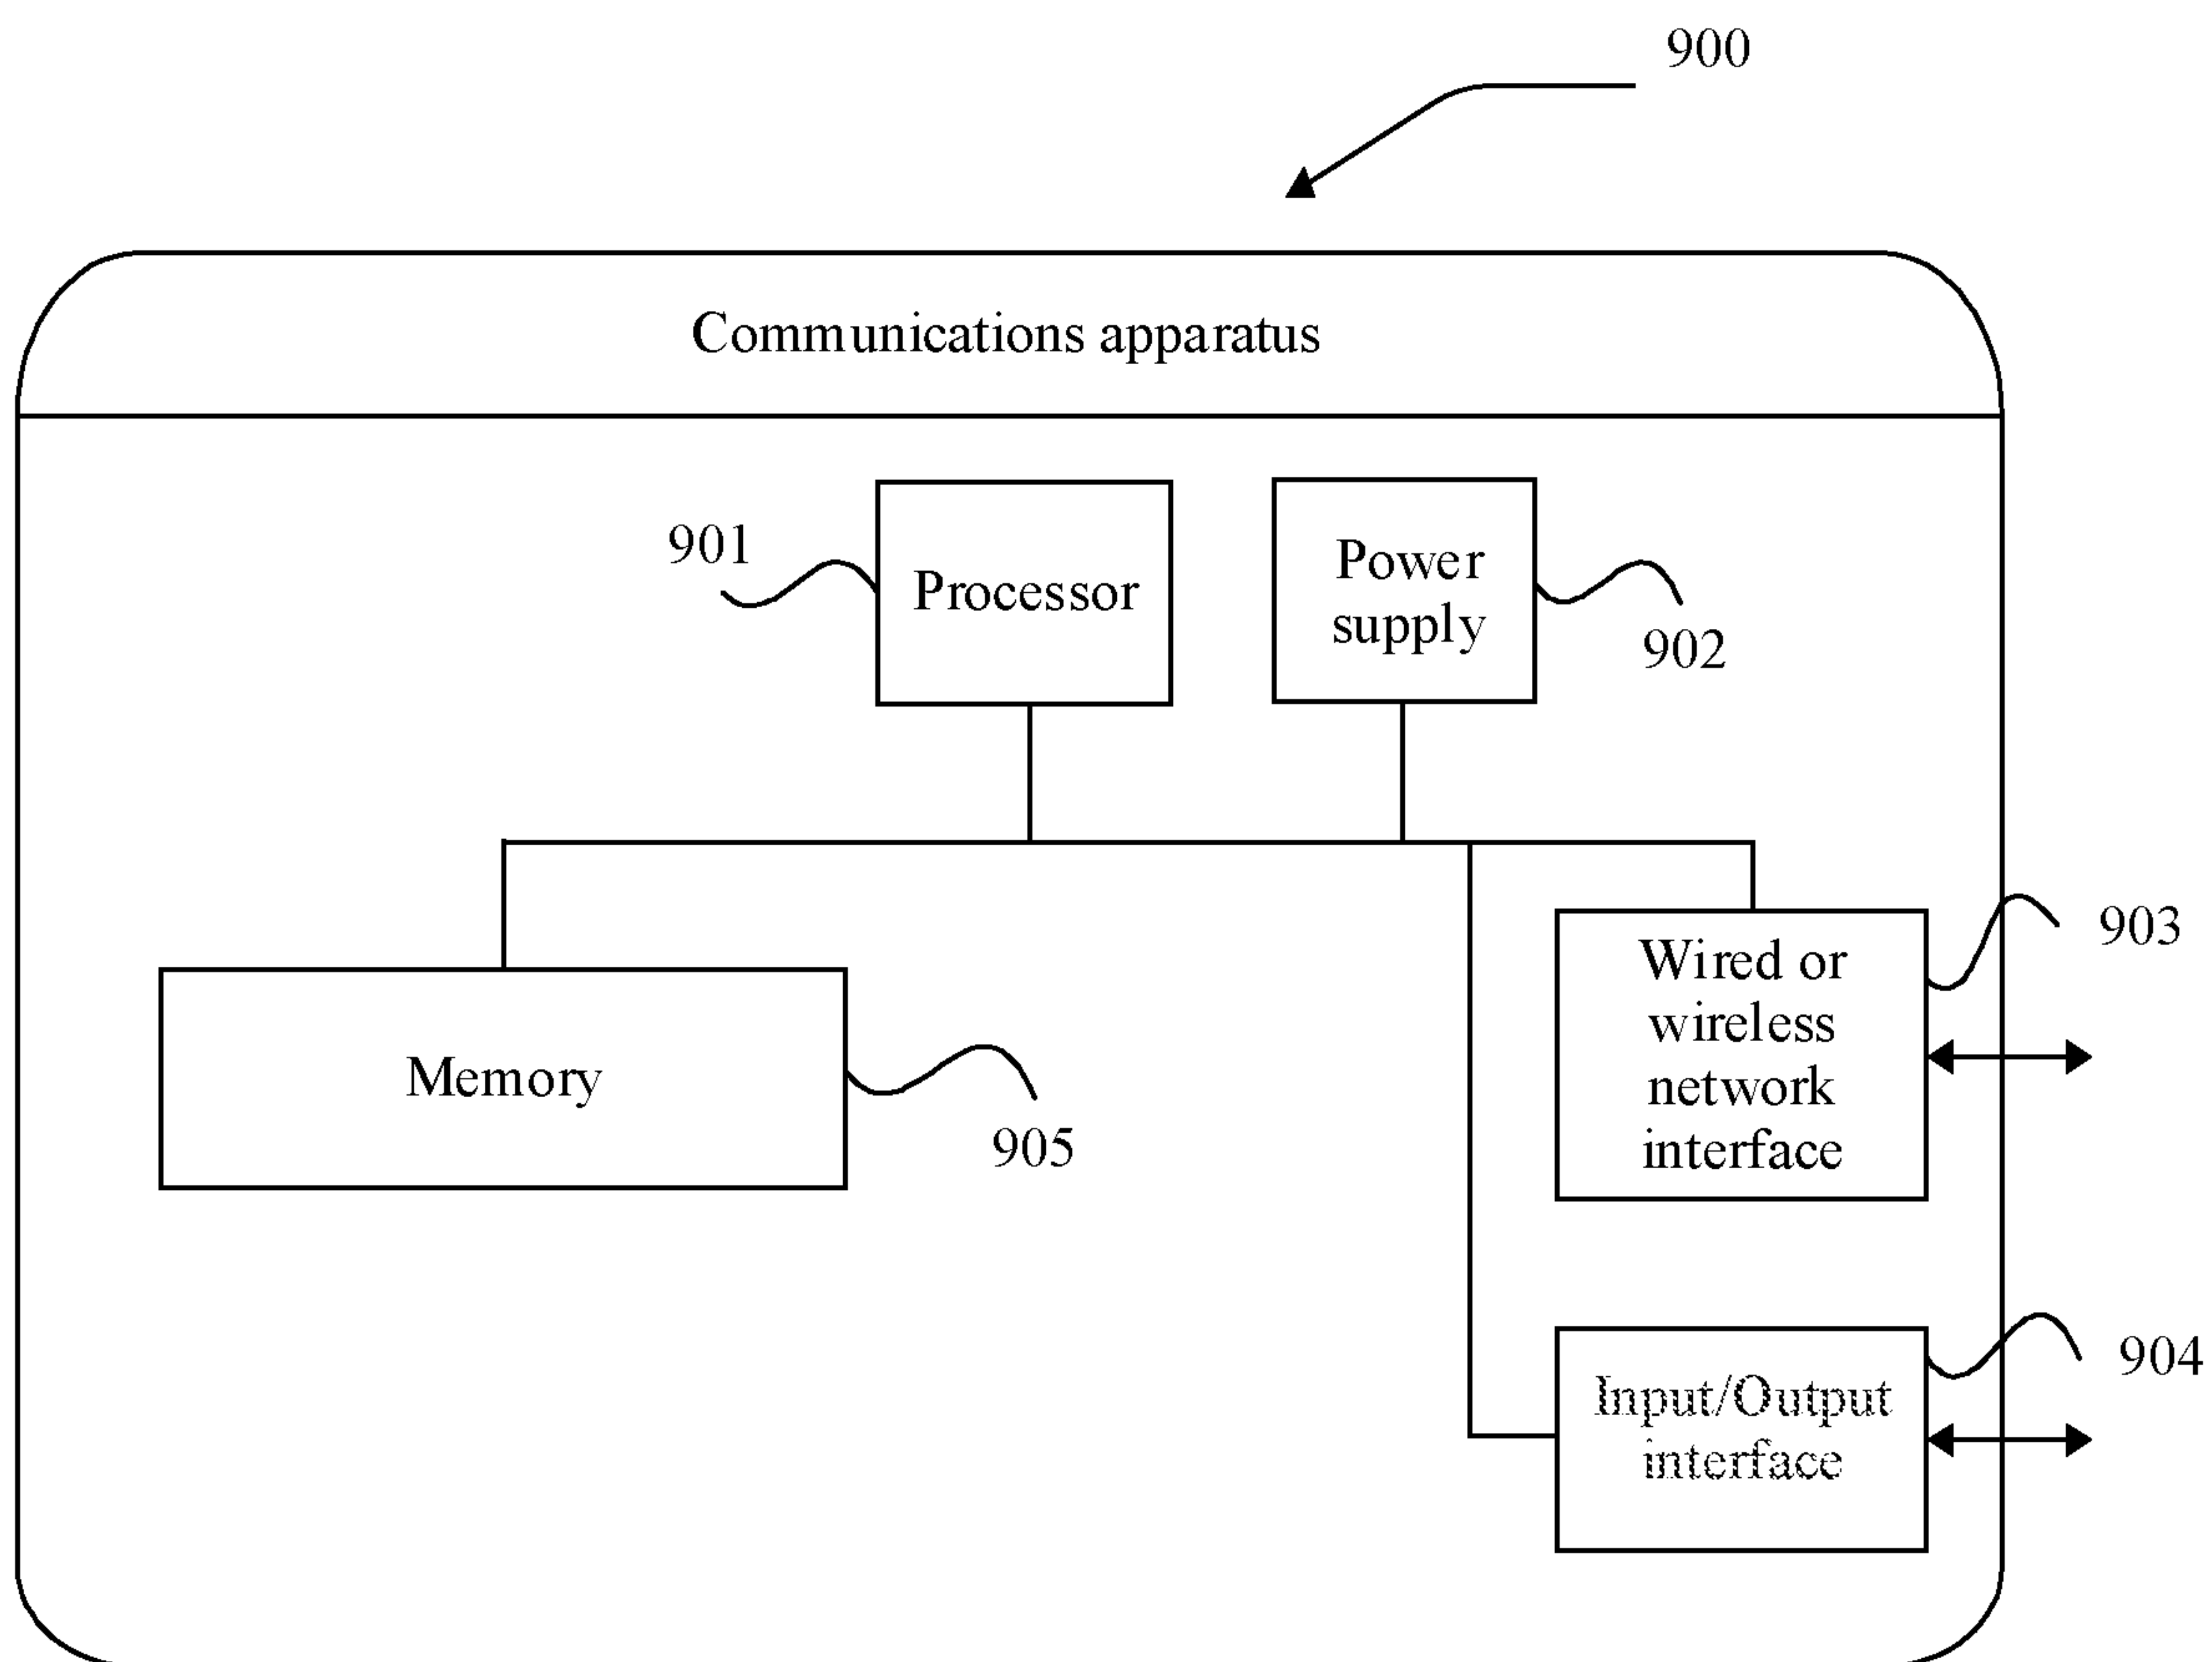 900
Communications apparatus
901
Processor
Power
supply
902
903
Wired or
wireless
network
interface
Memory
905
904
Input/Output
interface